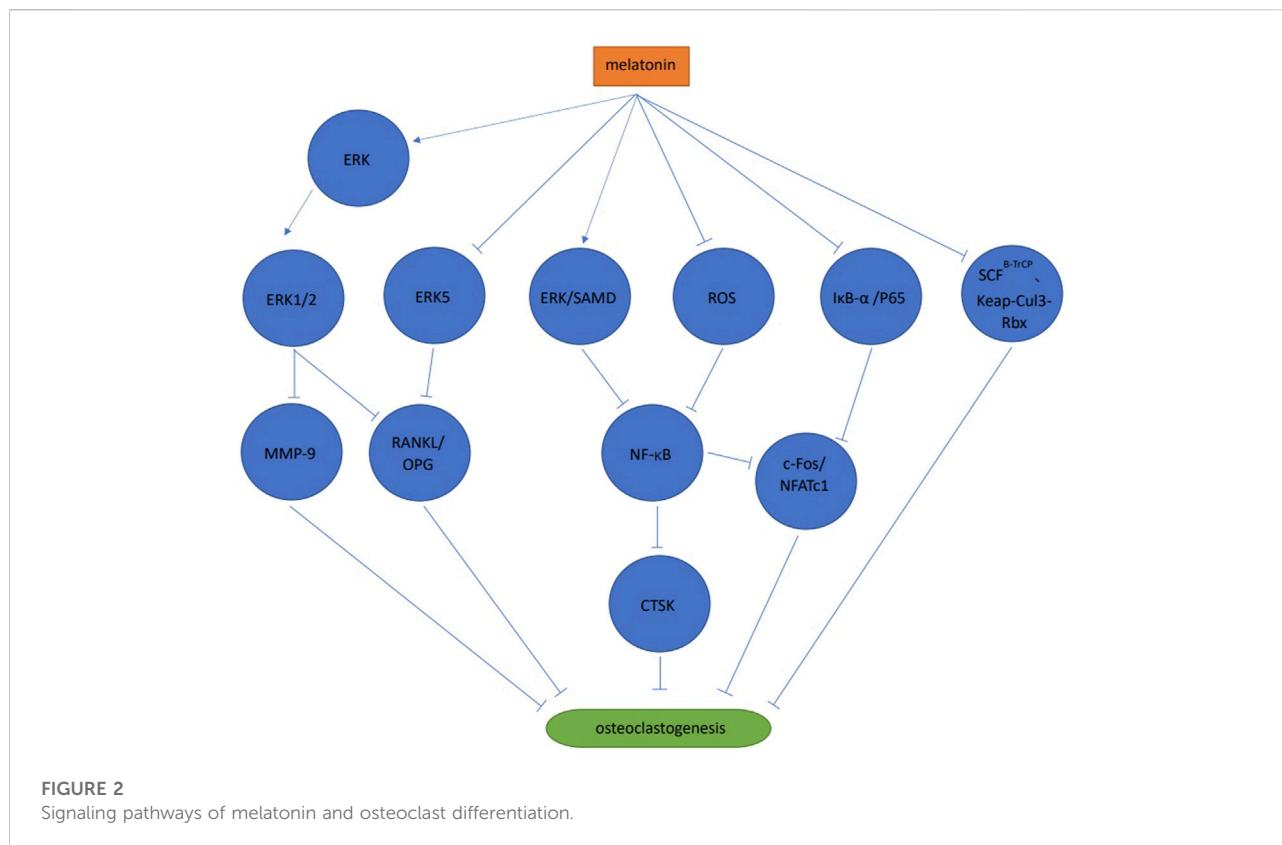 melatonin
ERK
ERK1/2
ERK5
ERK/SAMD
ROS
IκB-α /P65
SCF^B-TrCP、
Keap-Cul3-
Rbx
MMP-9
RANKL/
OPG
NF-κB
c-Fos/
NFATc1
CTSK
osteoclastogenesis
FIGURE 2
Signaling pathways of melatonin and osteoclast differentiation.